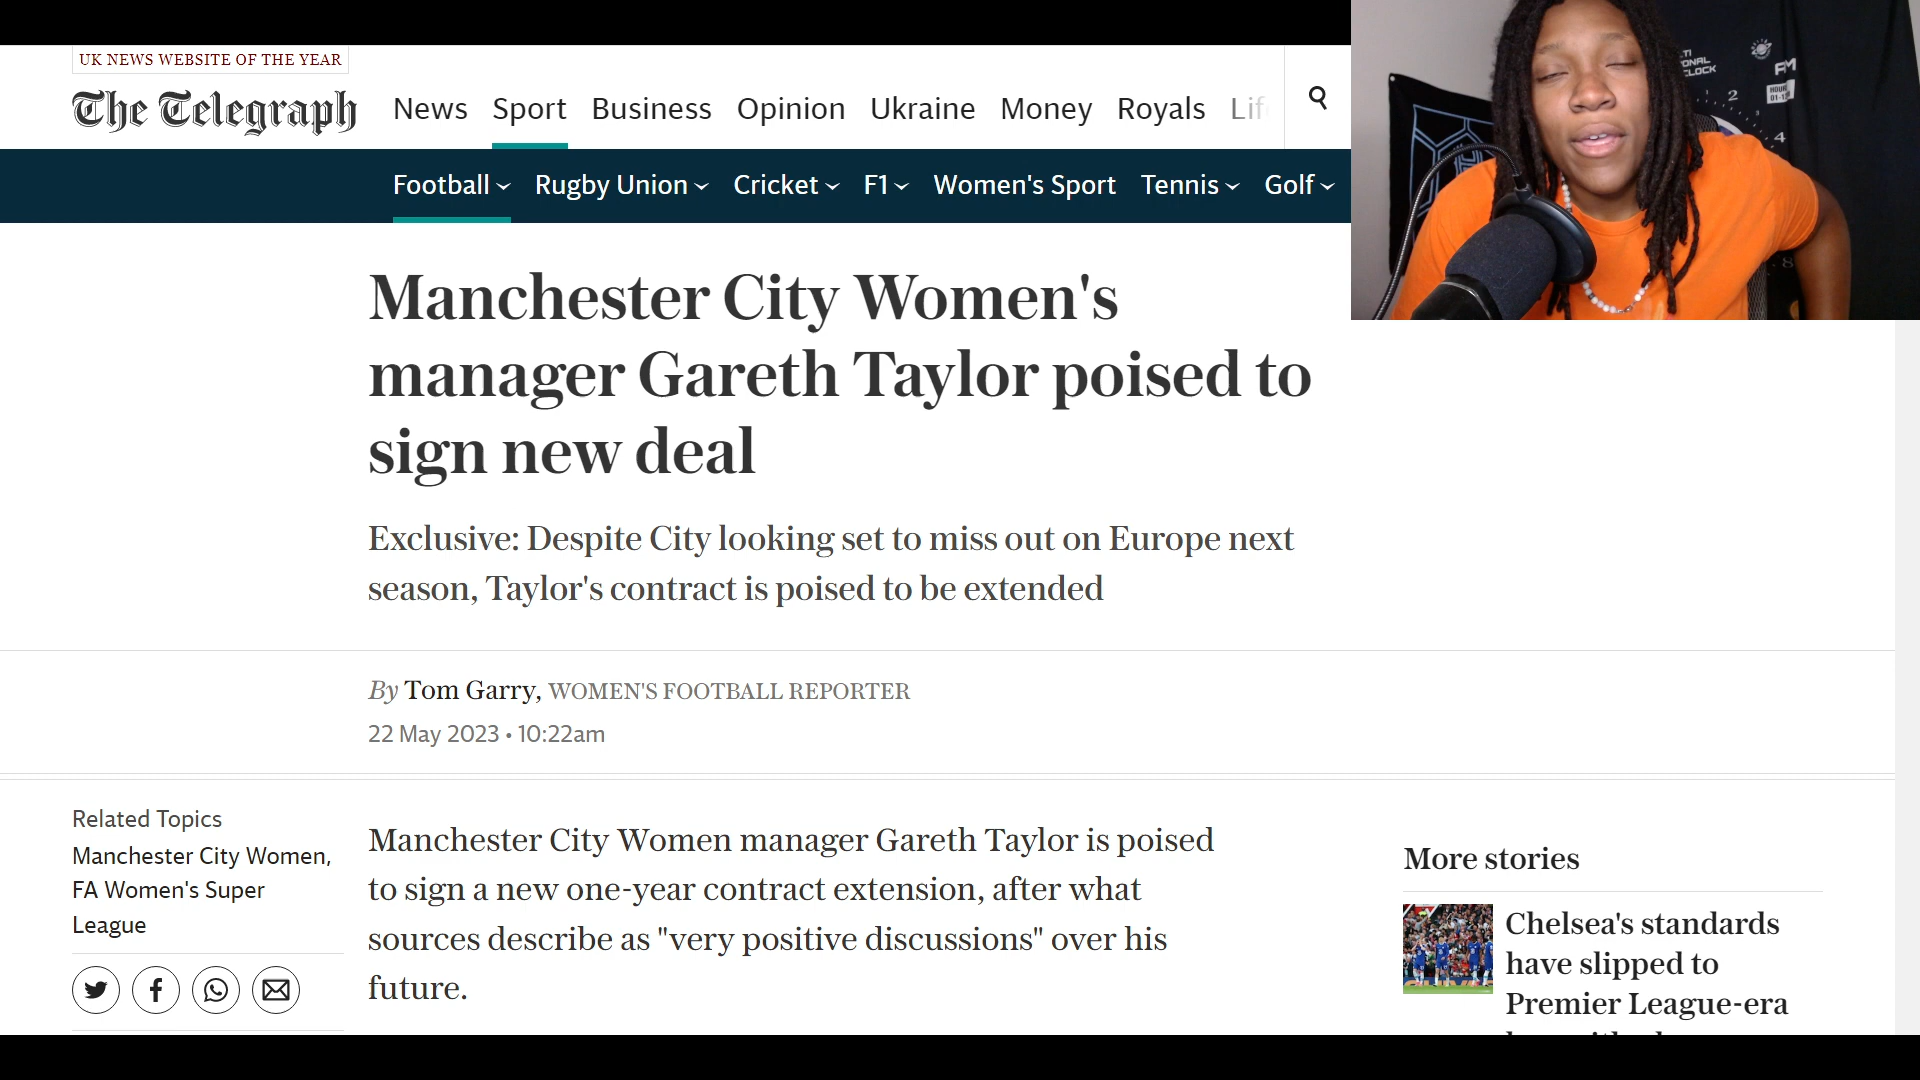 UK NEWS WEBSITE OF THE YEAR
The Telegraph
News Sport Business Opinion Ukraine Money Royals
Football Rugby Union Cricket F1 Women's Sport Tennis Golf
Manchester City Women's
manager Gareth Taylor poised to
sign new deal
Exclusive: Despite City looking set to miss out on Europe next
season, Taylor's contract is poised to be extended
By Tom Garry, WOMEN'S FOOTBALL REPORTER
22 May 2023 • 10:22am
Related Topics
Manchester City Women,
FA Women's Super
League
Manchester City Women manager Gareth Taylor is poised
to sign a new one-year contract extension, after what
sources describe as "very positive discussions" over his
future.
More stories
Chelsea's standards
have slipped to
Premier League-era
CLOCK
FM
HOUR
2
4
8